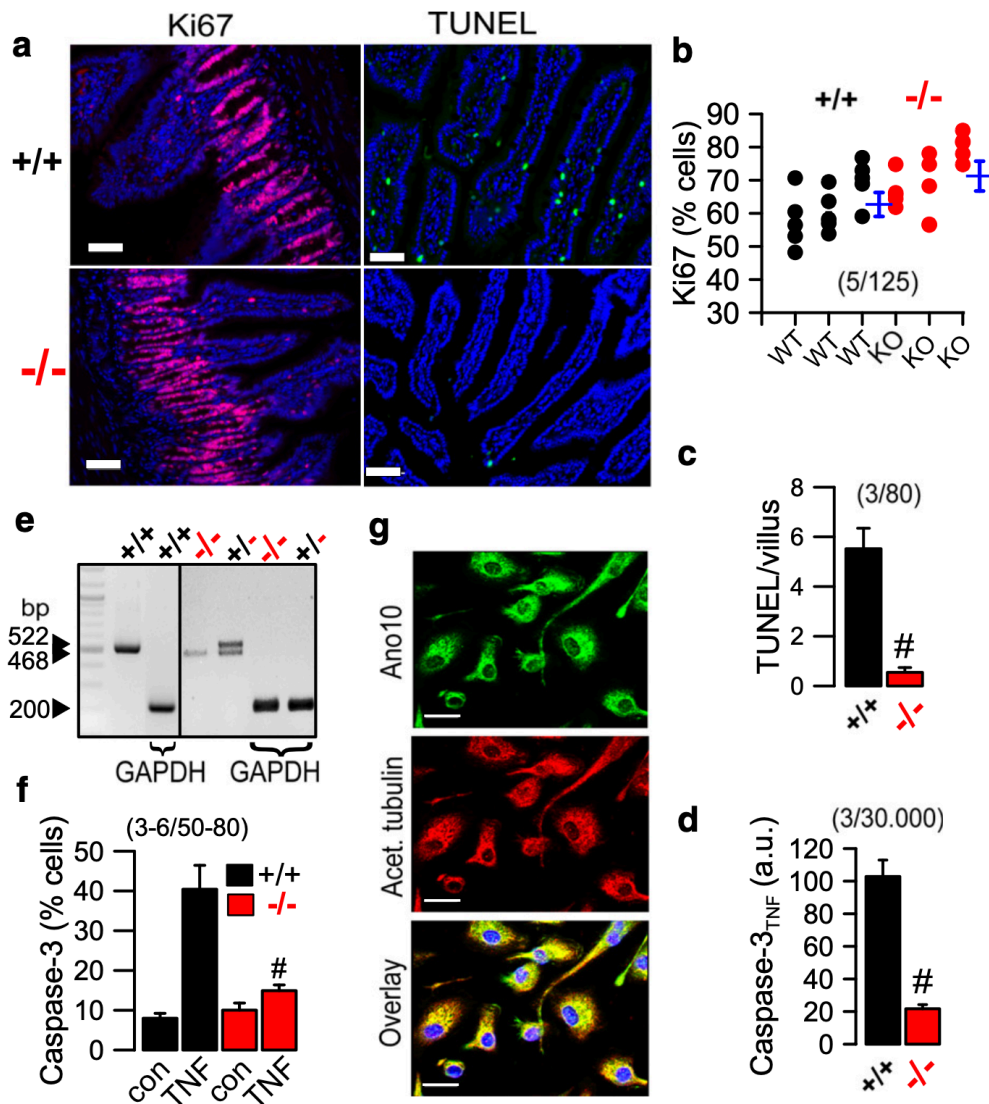 a
Ki67
TUNEL
+/+
-/-
b
+/+
-/-
Ki67 (% cells)
90
80
70
60
50
40
30
(5/125)
WT
WT
WT
KO
KO
KO
c
TUNEL/villus
(3/80)
8
6
4
2
0
#
+/+
-/-
e
+/+
+/+
-/-
+/-
-/-
+/-
bp
522
468
200
GAPDH
GAPDH
f
Caspase-3 (% cells)
(3-6/50-80)
50
40
30
20
10
0
+/+
-/-
#
con
TNF
con
TNF
g
Ano10
Acet. tubulin
Overlay
d
Caspase-3TNF (a.u.)
(3/30.000)
120
100
80
60
40
20
0
#
+/+
-/-